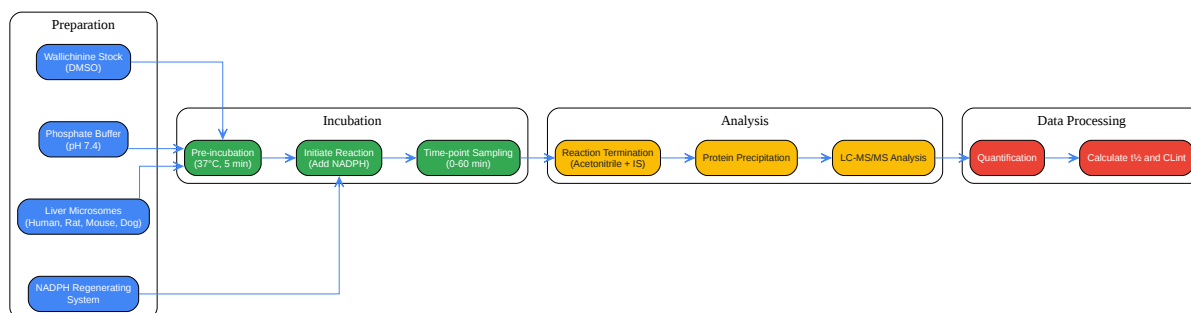 Preparation
Wallichinine Stock
(DMSO)
Phosphate Buffer
(pH 7.4)
Liver Microsomes
(Human, Rat, Mouse, Dog)
NADPH Regenerating
System
Incubation
Pre-incubation
(37°C, 5 min)
Initiate Reaction
(Add NADPH)
Time-point Sampling
(0-60 min)
Analysis
Reaction Termination
(Acetonitrile + IS)
Protein Precipitation
LC-MS/MS Analysis
Data Processing
Quantification
Calculate t½ and CLint